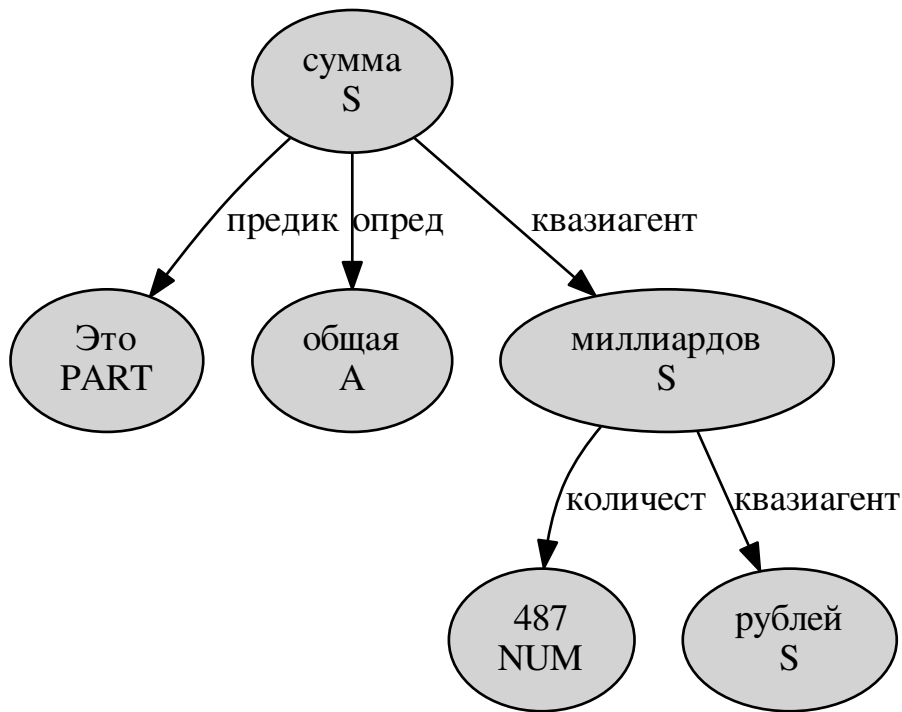 сумма
S
предик
опред
квазиагент
Это
PART
общая
A
миллиардов
S
количест
квазиагент
487
NUM
рублей
S